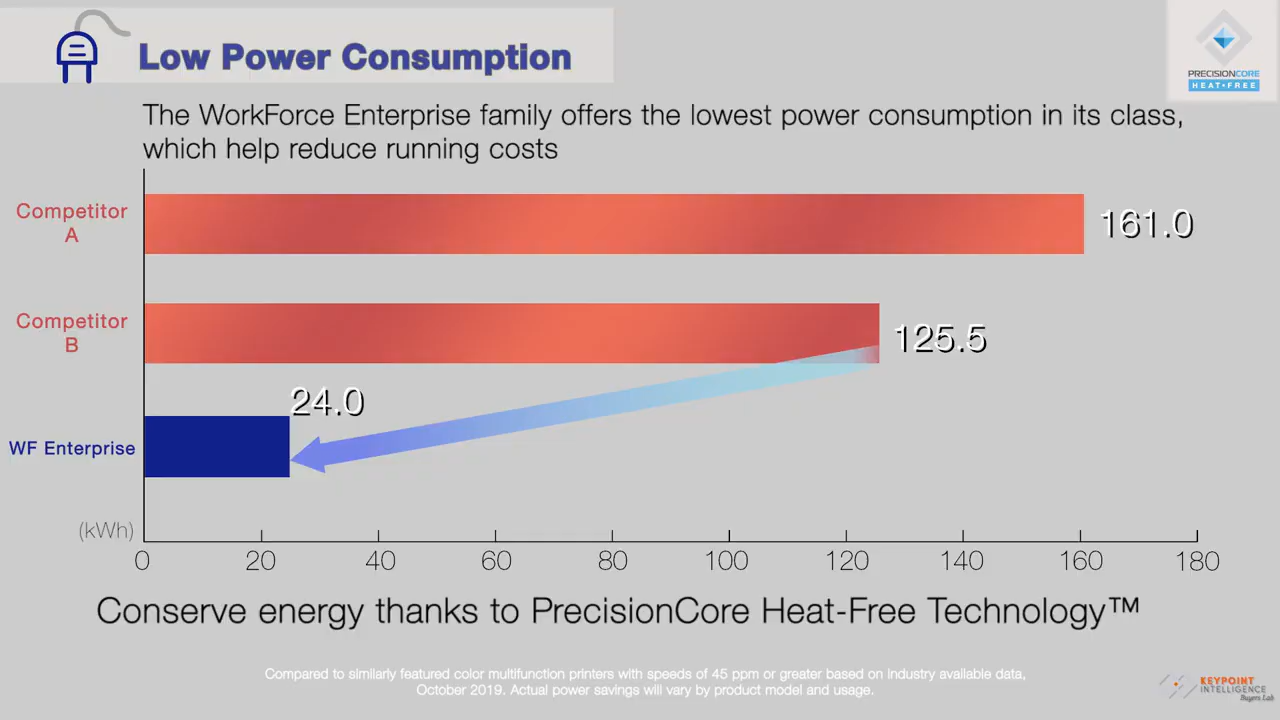 Low Power Consumption
PRECISIONCORE
HEAT•FREE
The WorkForce Enterprise family offers the lowest power consumption in its class,
which help reduce running costs
Competitor
A
161.0
Competitor
B
125.5
24.0
WF Enterprise
(kWh)
0 20 40 60 80 100 120 140 160 180
Conserve energy thanks to PrecisionCore Heat-Free Technology™
Compared to similarly featured color multifunction printers with speeds of 45 ppm or greater based on industry available data,
October 2019. Actual power savings will vary by product model and usage.
KEYPOINT
INTELLIGENCE
Buyers Lab